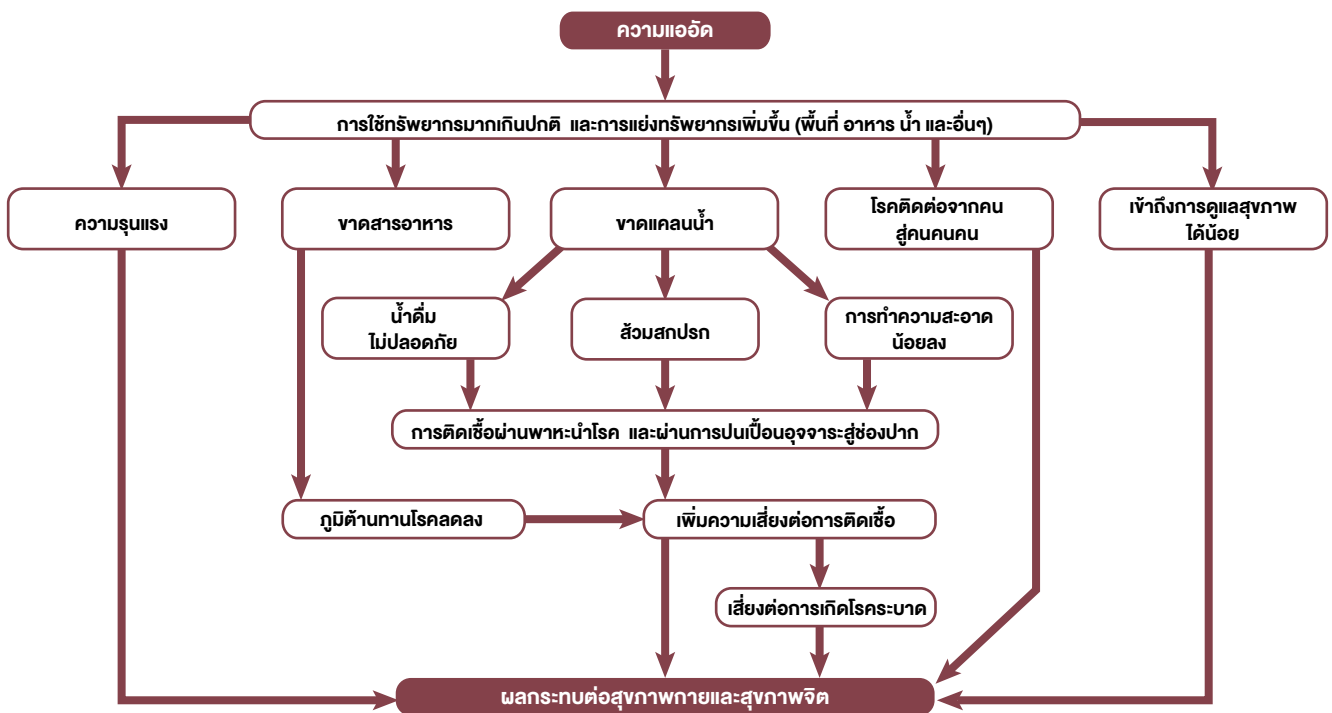 ความแออัด
การใช้ทรัพยากรมากเกินปกติ และการแย่งทรัพยากรเพิ่มขึ้น (พื้นที่ อาหาร น้ำ และอื่นๆ)
ความรุนแรง
ขาดสารอาหาร
ขาดแคลนน้ำ
โรคติดต่อจากคน
สู่คนคนคน
เข้าถึงการดูแลสุขภาพ
ได้น้อย
น้ำดื่ม
ไม่ปลอดภัย
ส้วมสกปรก
การทำความสะอาด
น้อยลง
การติดเชื้อผ่านพาหะนำโรค และผ่านการปนเปื้อนอุจจาระสู่ช่องปาก
ภูมิต้านทานโรคลดลง
เพิ่มความเสี่ยงต่อการติดเชื้อ
เสี่ยงต่อการเกิดโรคระบาด
ผลกระทบต่อสุขภาพกายและสุขภาพจิต